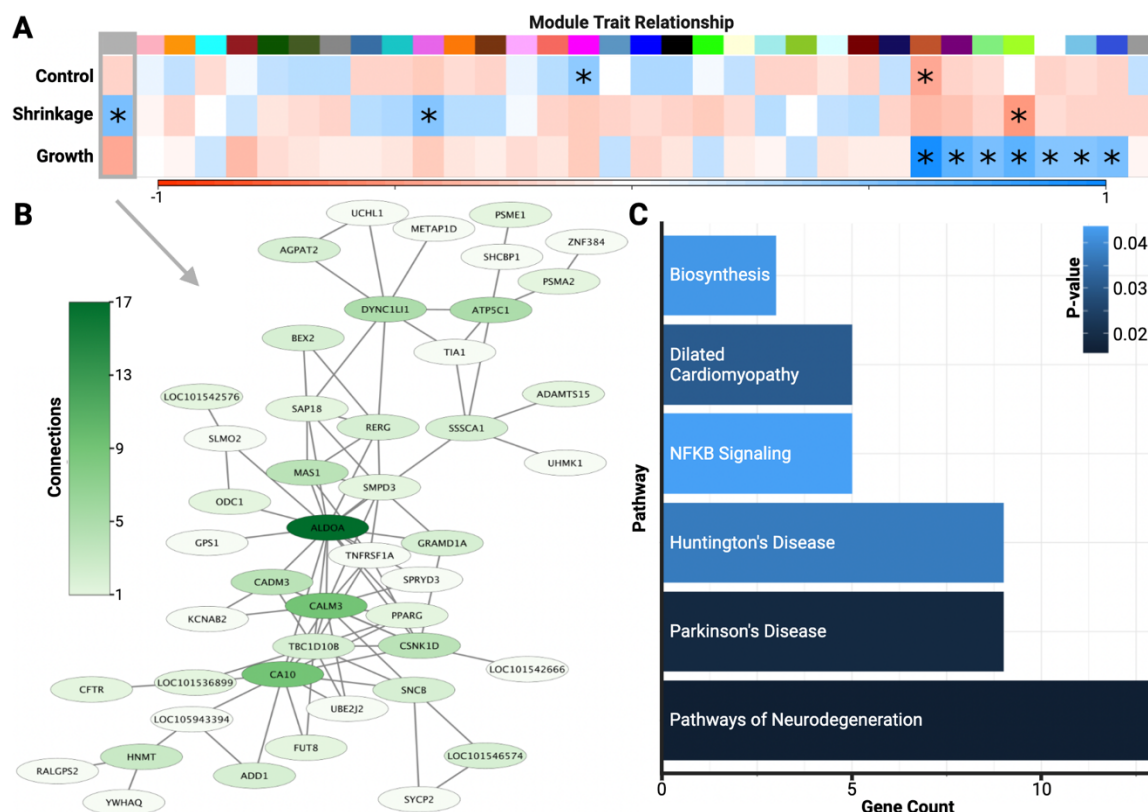 Module Trait Relationship
A
Control
*
*
Shrinkage
*
*
*
Growth
* * * * * * *
-1
1
B
UCHL1
METAP1D
PSME1
AGPAT2
SHCBP1
ZNF384
PSMA2
DYNC1LI1
ATP5C1
BEX2
TIA1
LOC101542576
ADAMTS15
SAP18
RERG
SSSCA1
SLMO2
UHMK1
MAS1
SMPD3
ODC1
ALDOA
GPS1
GRAMD1A
TNFRSF1A
CADM3
SPRYD3
CALM3
KCNAB2
PPARG
TBC1D10B
CSNK1D
LOC101542666
LOC101536899
CA10
CFTR
SNCB
UBE2J2
LOC105943394
FUT8
HNMT
LOC101546574
RALGPS2
ADD1
YWHAQ
SYCP2
Connections
17
13
9
5
1
C
Biosynthesis
Dilated
Cardiomyopathy
NFKB Signaling
Huntington's Disease
Parkinson's Disease
Pathways of Neurodegeneration
P-value
0.04
0.03
0.02
Pathway
0
5
10
Gene Count